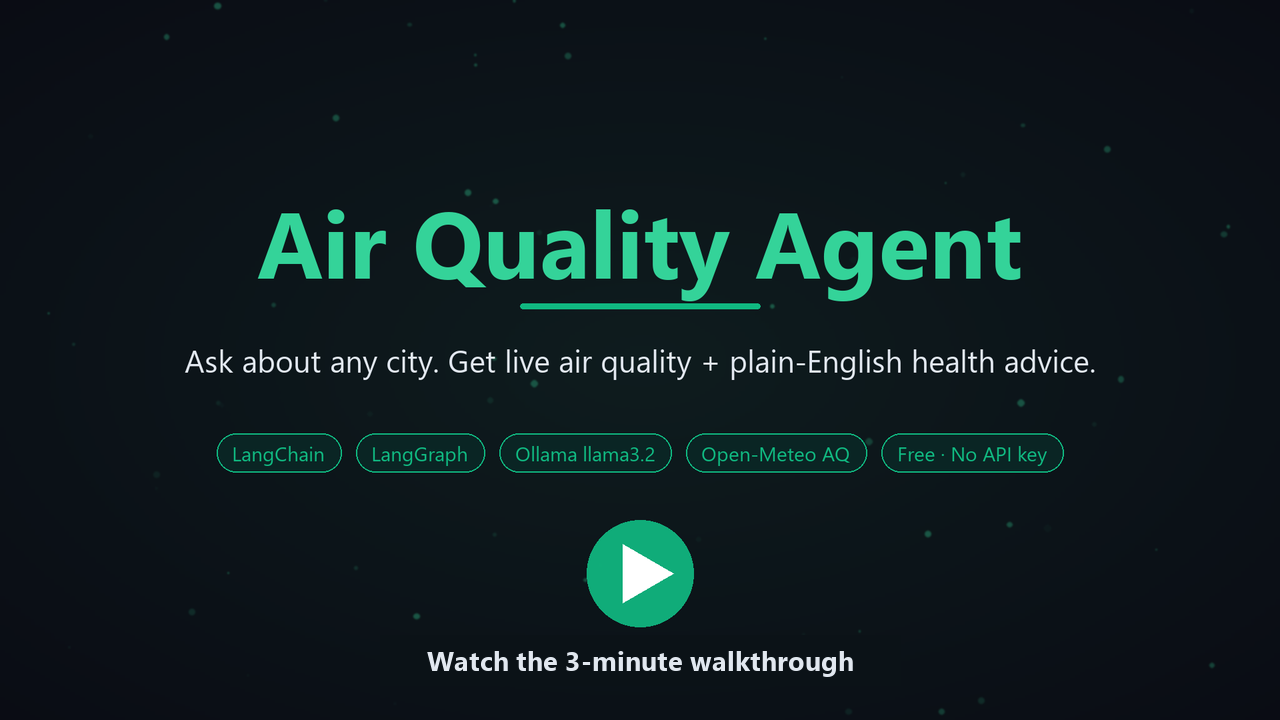 Air Quality Agent
Ask about any city. Get live air quality + plain-English health advice.
LangChain LangGraph Ollama llama3.2 Open-Meteo AQ Free · No API key
Watch the 3-minute walkthrough